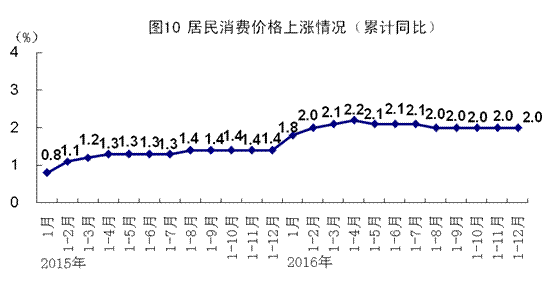 图10 居民消费价格上涨情况（累计同比）
（%）
4
3
2
1
0
0.8 1.1 1.2 1.3 1.3 1.3 1.3 1.4 1.4 1.4 1.4 1.4 1.8 2.0 2.1 2.2 2.1 2.1 2.1 2.0 2.0 2.0 2.0 2.0
1月 1-2月 1-3月 1-4月 1-5月 1-6月 1-7月 1-8月 1-9月 1-10月 1-11月 1-12月 1月 1-2月 1-3月 1-4月 1-5月 1-6月 1-7月 1-8月 1-9月 1-10月 1-11月 1-12月
2015年 2016年